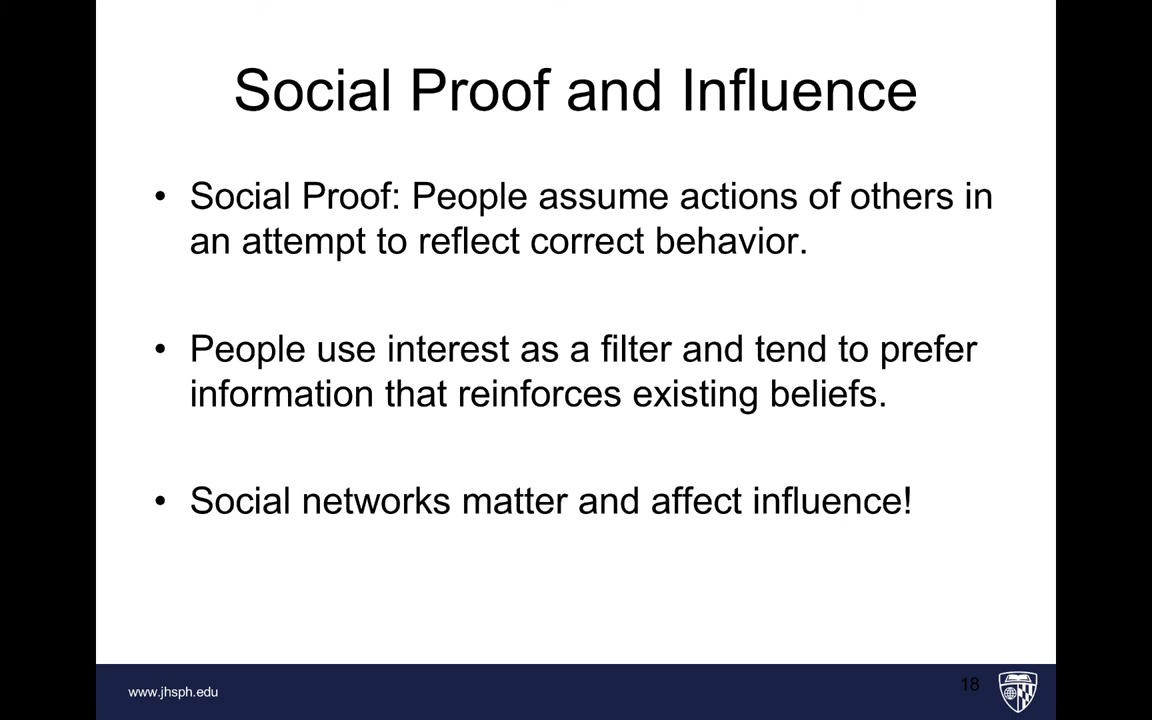 Social Proof and Influence
• Social Proof: People assume actions of others in
an attempt to reflect correct behavior.
• People use interest as a filter and tend to prefer
information that reinforces existing beliefs.
• Social networks matter and affect influence!
www.jhsph.edu
18